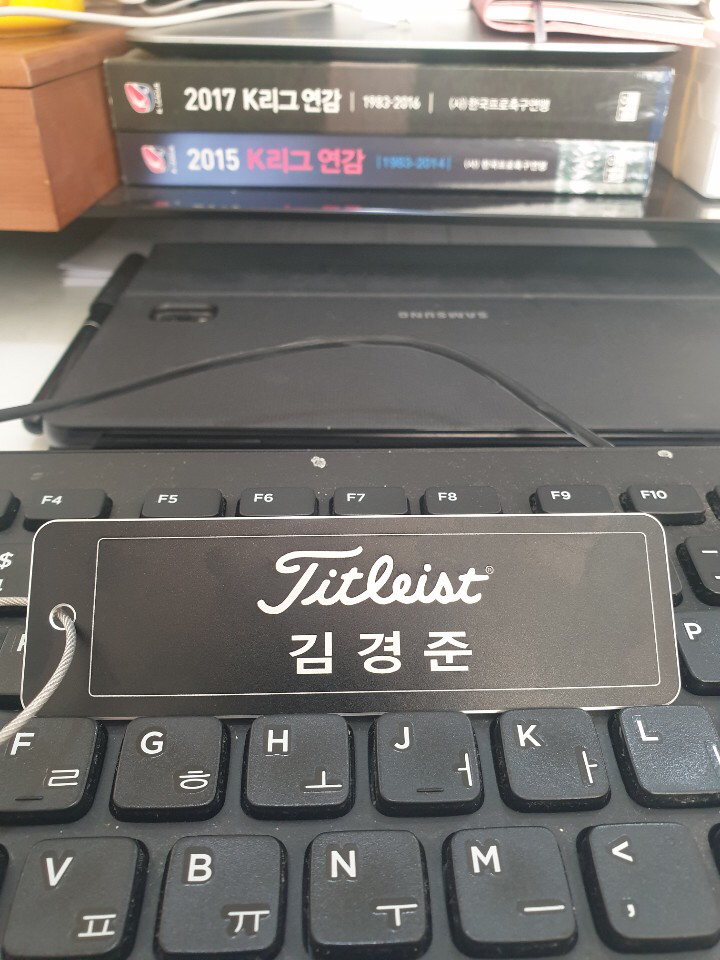 2017 K리그 연감 | 1983-2016 | (사)한국프로축구연맹
2015 K리그 연감 |1983-2014| (사)한국프로축구연맹
SAMSUNG
F4 F5 F6 F7 F8 F9 F10
$
Titleist®
김경준
P
F ㄹ G ㅎ H ㅗ J ㅓ K ㅏ L
V ㅍ B ㅠ N ㅜ M ㅡ < ,